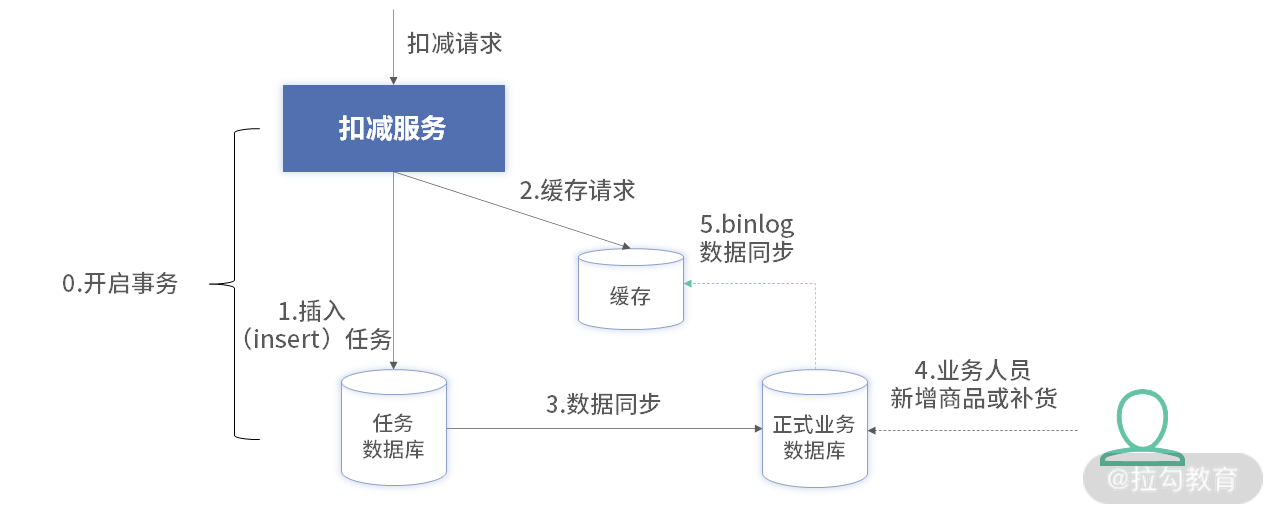 扣减请求
扣减服务
2.缓存请求
5.binlog
数据同步
0.开启事务
缓存
1.插入
（insert）任务
4.业务人员
新增商品或补货
3.数据同步
任务
数据库
正式业务
数据库
@拉勾教育